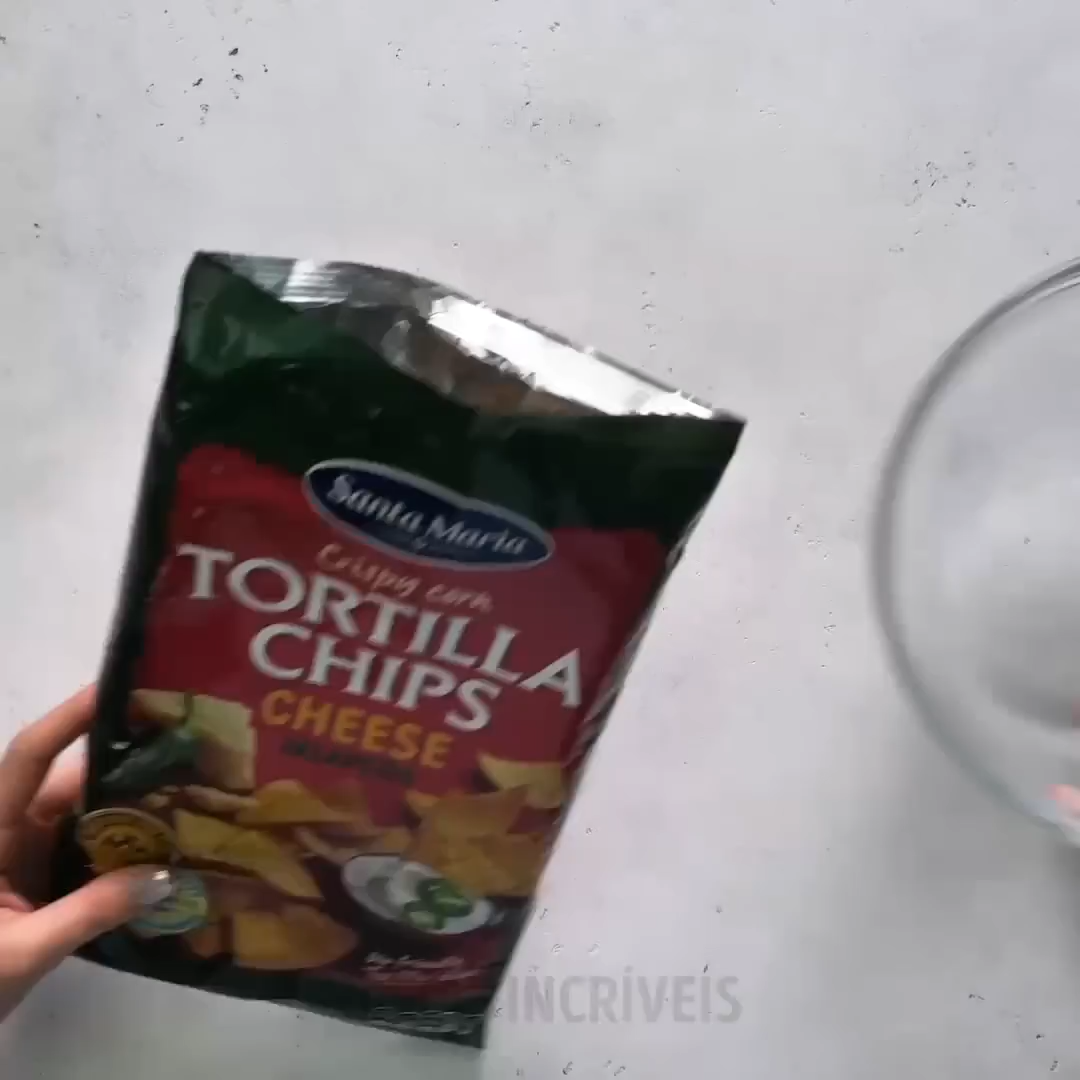 Santa Maria
Crispy corn
TORTILLA
CHIPS
CHEESE
INCRÍVEIS